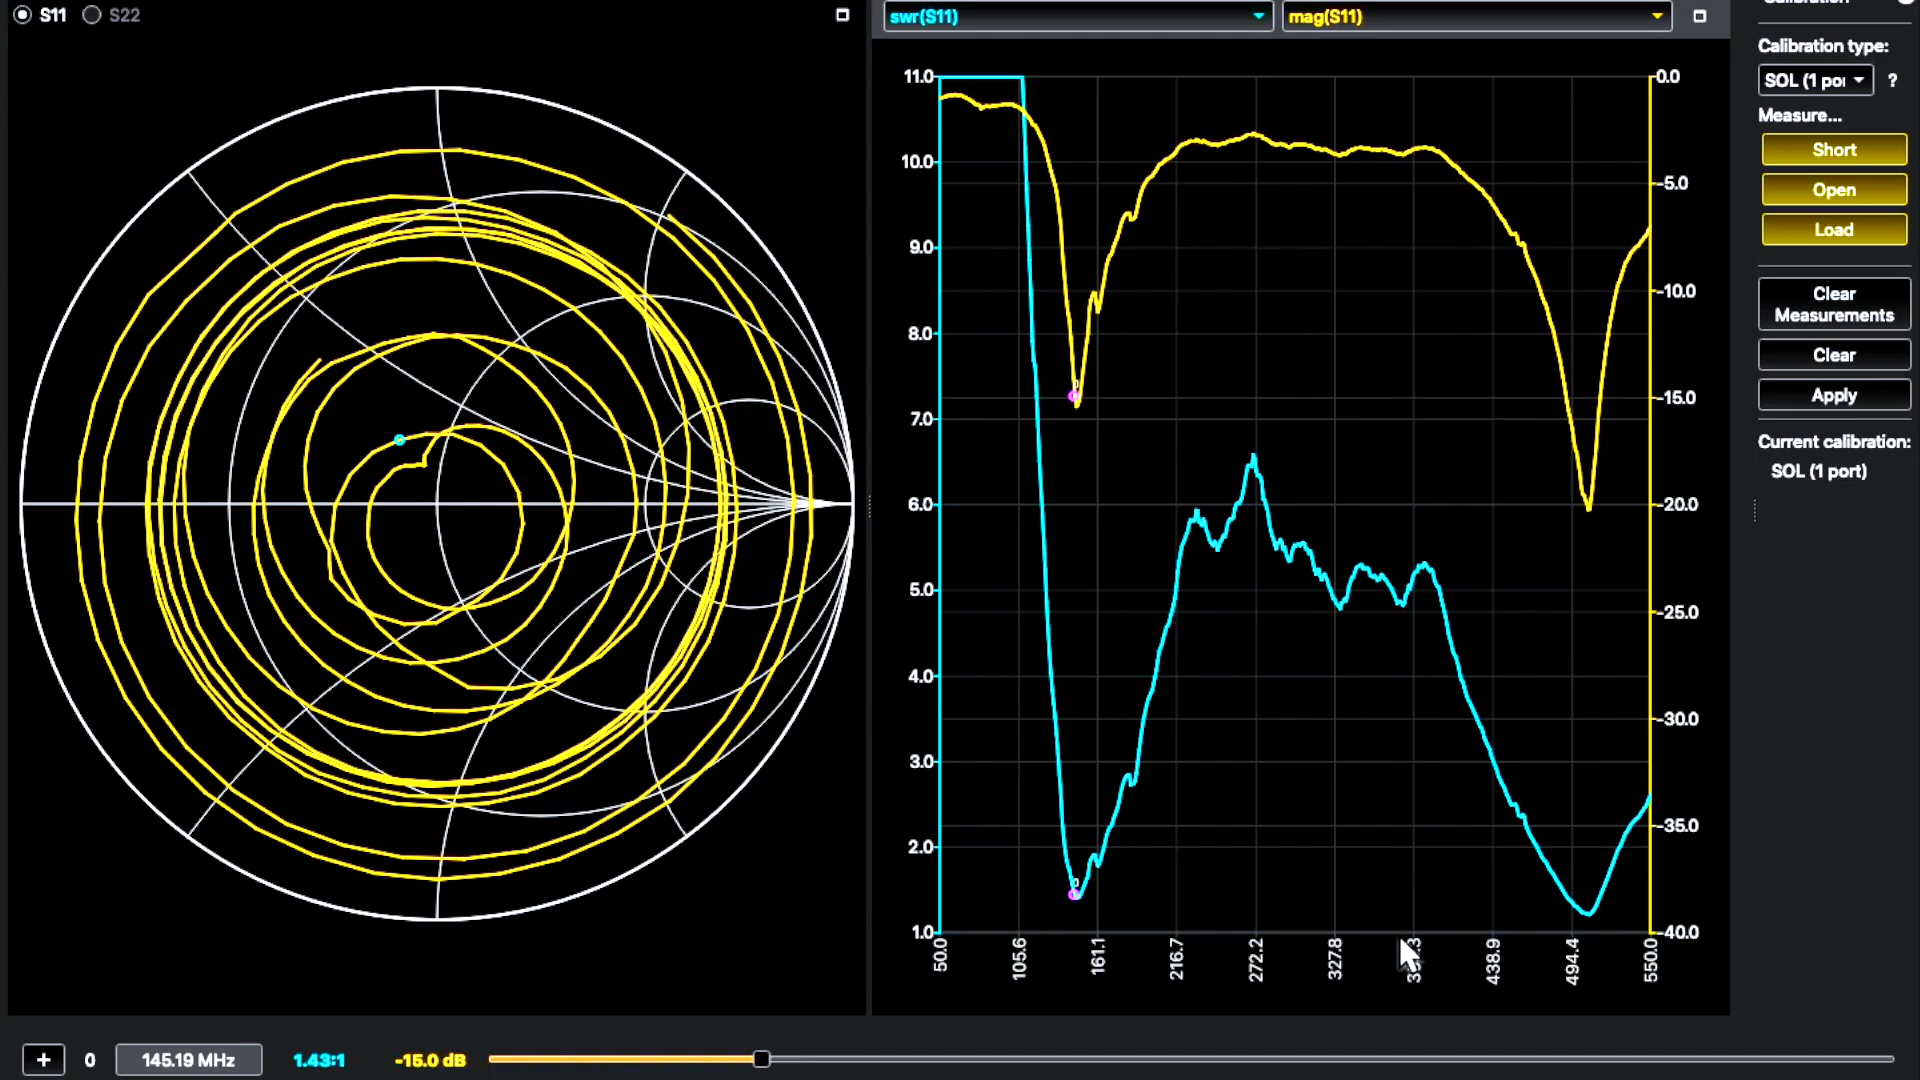 S11 S22
swr(S11) mag(S11)
Calibration type:
SOL (1 poı ?
Measure...
Short
Open
Load
Clear
Measurements
Clear
Apply
Current calibration:
SOL (1 port)
11.0
10.0
9.0
8.0
7.0
6.0
5.0
4.0
3.0
2.0
1.0
0.0
-5.0
-10.0
-15.0
-20.0
-25.0
-30.0
-35.0
-40.0
50.0
105.6
161.1
216.7
272.2
327.8
438.9
494.4
550.0
0
0
+ 0 145.19 MHz 1.43:1 -15.0 dB